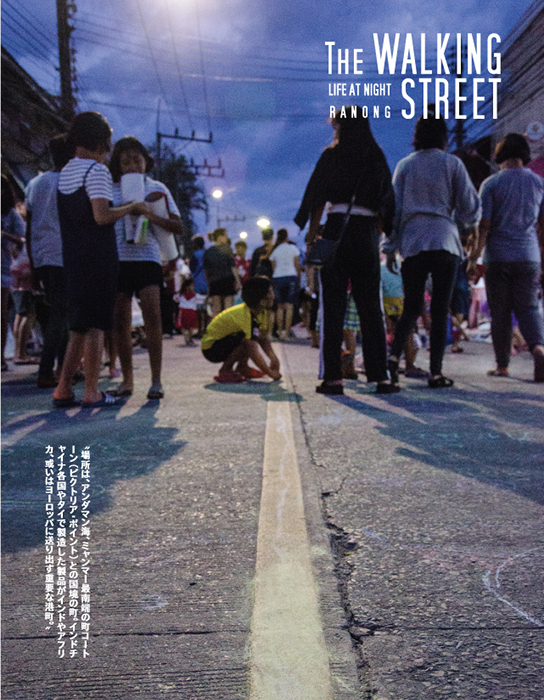 THE WALKING
LIFE AT NIGHT
RANONG STREET
“場所は、アンダマン海、ミャンマー最南端の町コート
ーン（ビクトリア・ポイント）との国境の町。インドチ
ャイナ各国やタイで製造した製品がインドやアフリ
カ、或いはヨーロッパに送り出す重要な港町。”